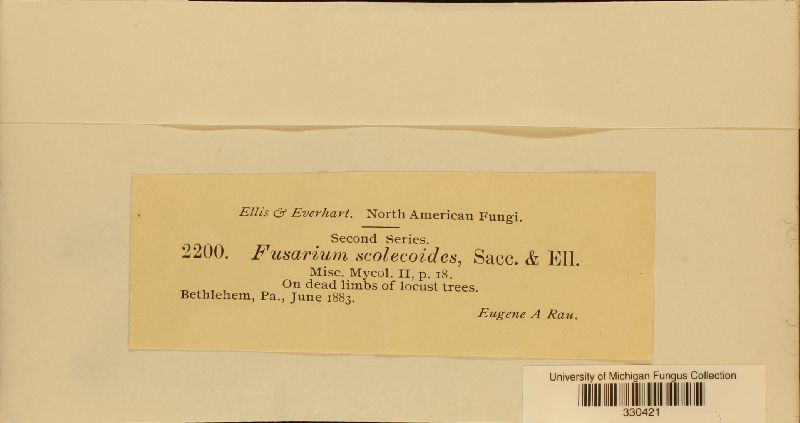 Ellis & Everhart. North American Fungi.
Second Series.
2200. Fusarium scolecoides, Sacc. & Ell.
Misc. Mycol. II, p. 18.
On dead limbs of locust trees.
Bethlehem, Pa., June 1883.
Eugene A Rau.
University of Michigan Fungus Collection
330421